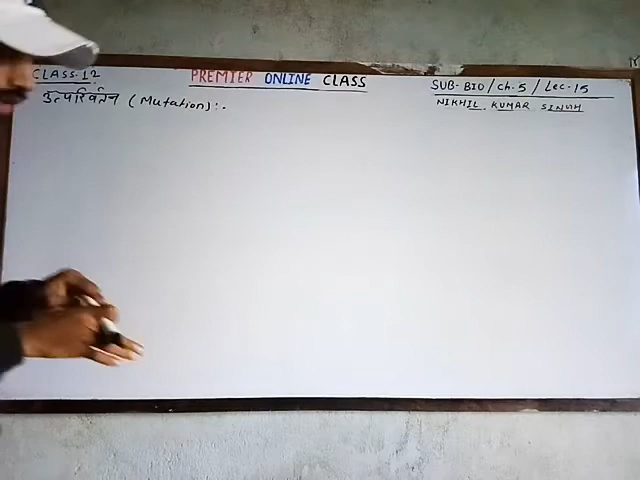 CLASS-12
PREMIER ONLINE CLASS
SUB-BIO/Ch.5/Lec-15
NIKHIL KUMAR SINGH
उत्परिवर्तन (Mutation):-